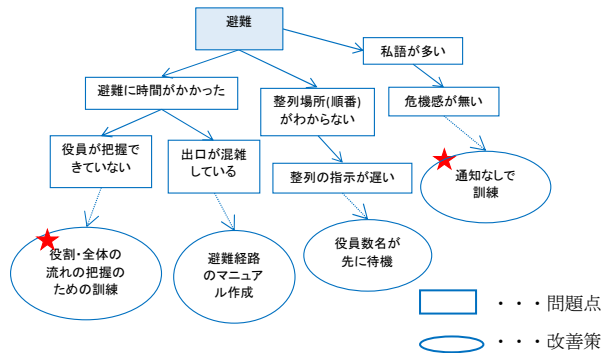 避難
私語が多い
避難に時間がかかった
整列場所(順番)
がわからない
危機感が無い
役員が把握で
きていない
出口が混雑
している
整列の指示が遅い
通知なしで
訓練
役割・全体の
流れの把握の
ための訓練
避難経路
のマニュア
ル作成
役員数名が
先に待機
・・・問題点
・・・改善策